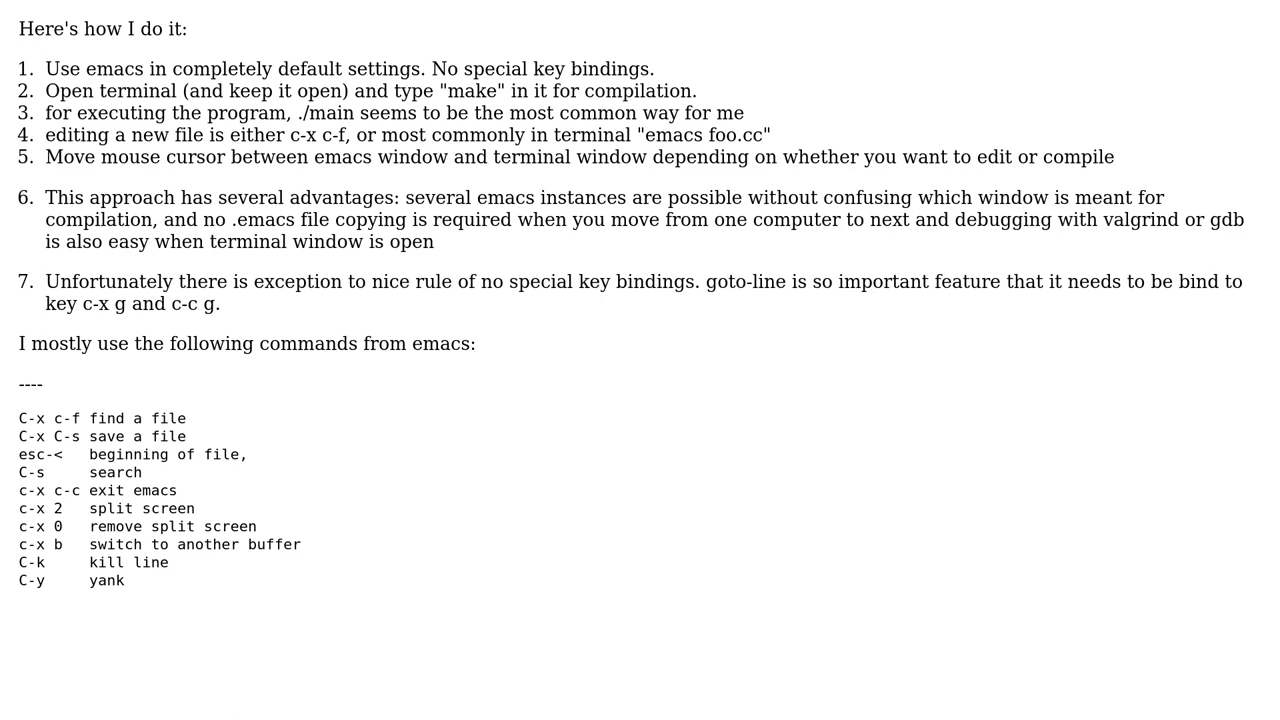 Here's how I do it:
1. Use emacs in completely default settings. No special key bindings.
2. Open terminal (and keep it open) and type "make" in it for compilation.
3. for executing the program, ./main seems to be the most common way for me
4. editing a new file is either c-x c-f, or most commonly in terminal "emacs foo.cc"
5. Move mouse cursor between emacs window and terminal window depending on whether you want to edit or compile
6. This approach has several advantages: several emacs instances are possible without confusing which window is meant for
compilation, and no .emacs file copying is required when you move from one computer to next and debugging with valgrind or gdb
is also easy when terminal window is open
7. Unfortunately there is exception to nice rule of no special key bindings. goto-line is so important feature that it needs to be bind to
key c-x g and c-c g.
I mostly use the following commands from emacs:
----
C-x c-f find a file
C-x C-s save a file
esc-<   beginning of file,
C-s     search
c-x c-c exit emacs
c-x 2   split screen
c-x 0   remove split screen
c-x b   switch to another buffer
C-k     kill line
C-y     yank